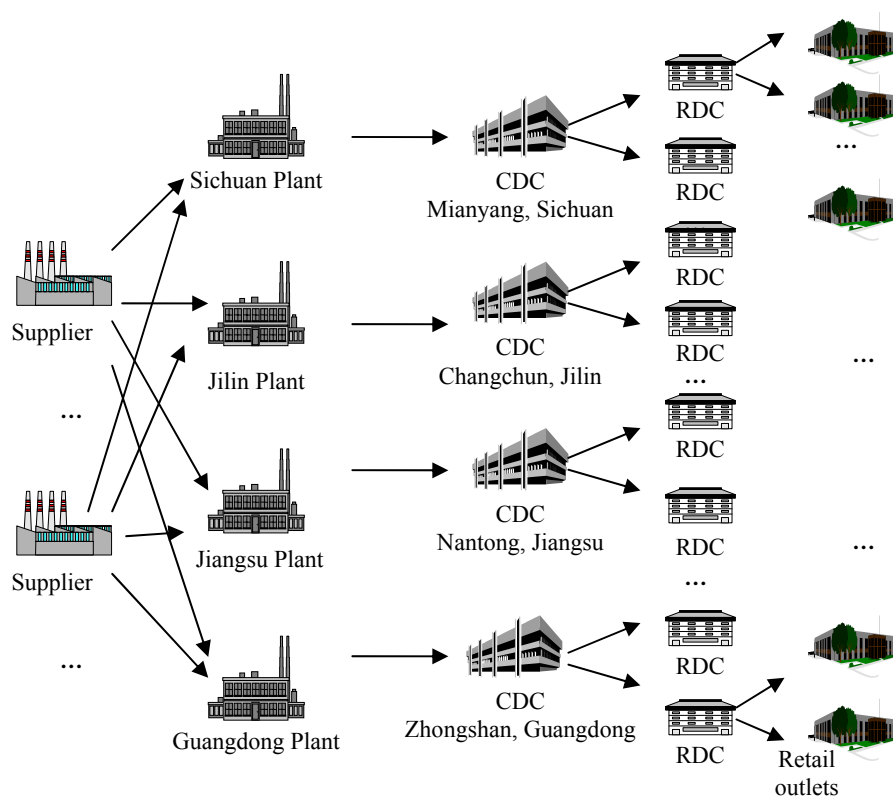 Supplier
...
Supplier
...
Sichuan Plant
Jilin Plant
Jiangsu Plant
Guangdong Plant
CDC
Mianyang, Sichuan
CDC
Changchun, Jilin
CDC
Nantong, Jiangsu
CDC
Zhongshan, Guangdong
RDC
RDC
RDC
RDC
...
RDC
RDC
...
RDC
RDC
...
...
...
Retail
outlets